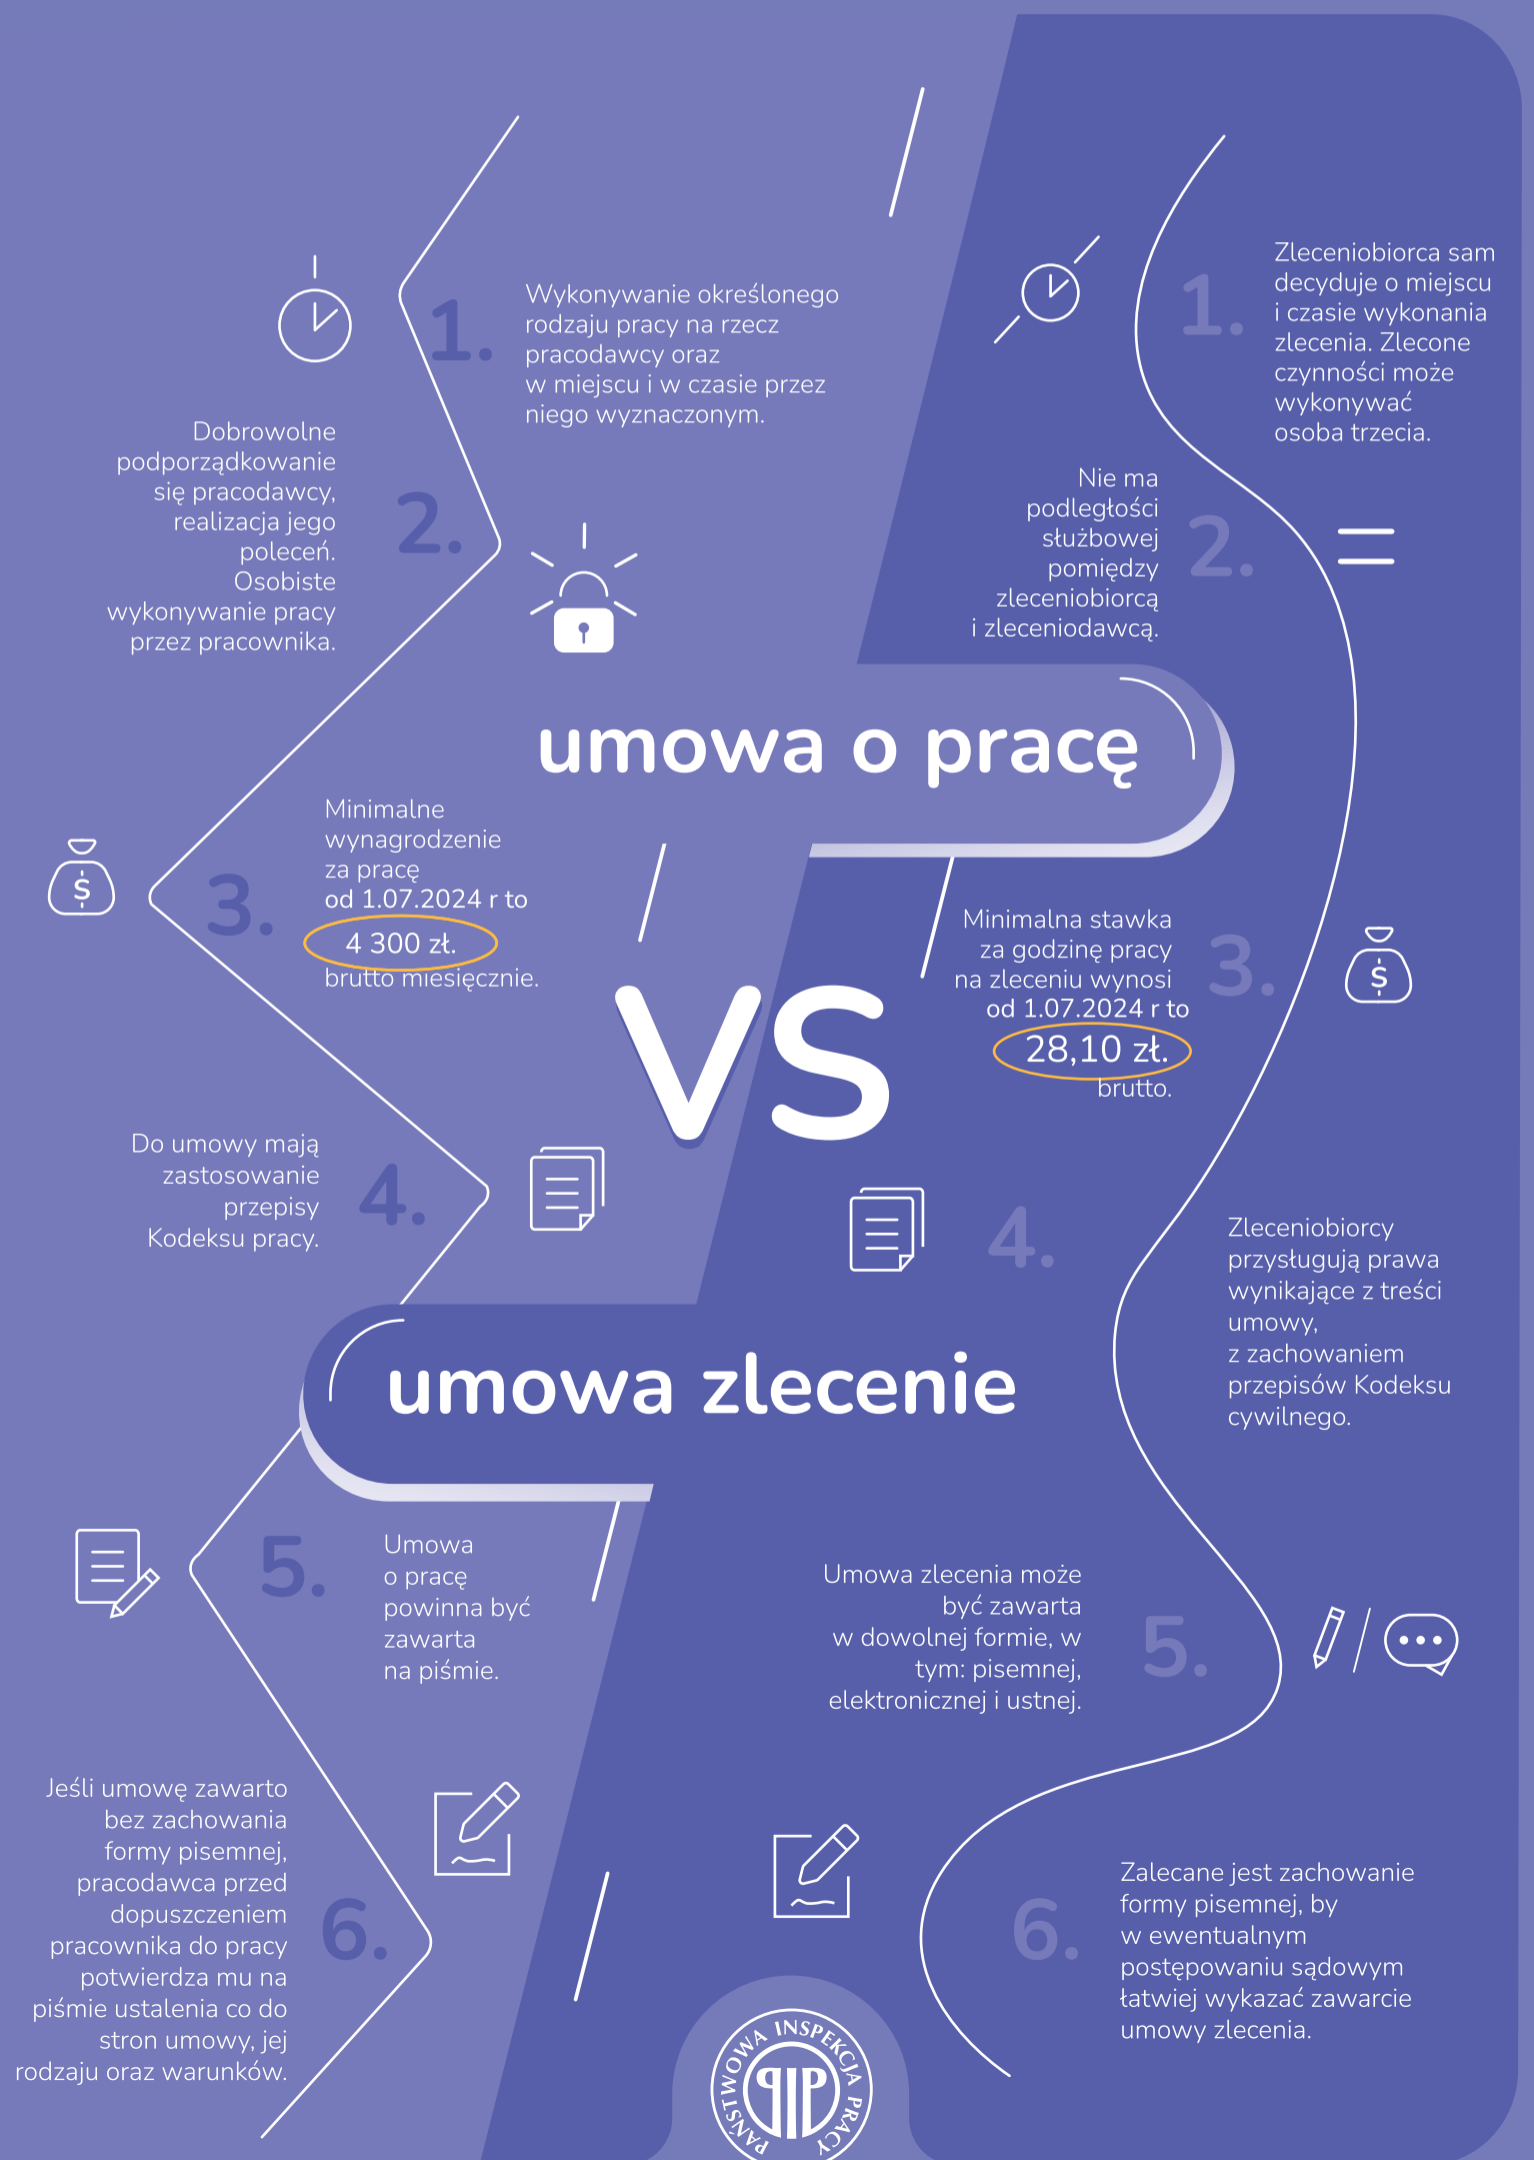 1.
Wykonywanie określonego
rodzaju pracy na rzecz
pracodawcy oraz
w miejscu i w czasie przez
niego wyznaczonym.
Dobrowolne
podporządkowanie
się pracodawcy,
realizacja jego
poleceń.
Osobiste
wykonywanie pracy
przez pracownika.
2.
1.
Zleceniobiorca sam
decyduje o miejscu
i czasie wykonania
zlecenia. Zlecone
czynności może
wykonywać
osoba trzecia.
Nie ma
podległości
służbowej
pomiędzy
zleceniobiorcą
i zleceniodawcą.
2.
umowa o pracę
3.
Minimalne
wynagrodzenie
za pracę
od 1.07.2024 r to
4 300 zł.
brutto miesięcznie.
VS
Minimalna stawka
za godzinę pracy
na zleceniu wynosi
od 1.07.2024 r to
28,10 zł.
brutto.
3.
Do umowy mają
zastosowanie
przepisy
Kodeksu pracy.
4.
4.
Zleceniobiorcy
przysługują prawa
wynikające z treści
umowy,
z zachowaniem
przepisów Kodeksu
cywilnego.
umowa zlecenie
5.
Umowa
o pracę
powinna być
zawarta
na piśmie.
Umowa zlecenia może
być zawarta
w dowolnej formie, w
tym: pisemnej,
elektronicznej i ustnej.
5.
Jeśli umowę zawarto
bez zachowania
formy pisemnej,
pracodawca przed
dopuszczeniem
pracownika do pracy
potwierdza mu na
piśmie ustalenia co do
stron umowy, jej
rodzaju oraz warunków.
6.
6.
Zalecane jest zachowanie
formy pisemnej, by
w ewentualnym
postępowaniu sądowym
łatwiej wykazać zawarcie
umowy zlecenia.
PAŃSTWOWA INSPEKCJA PRACY
PIP